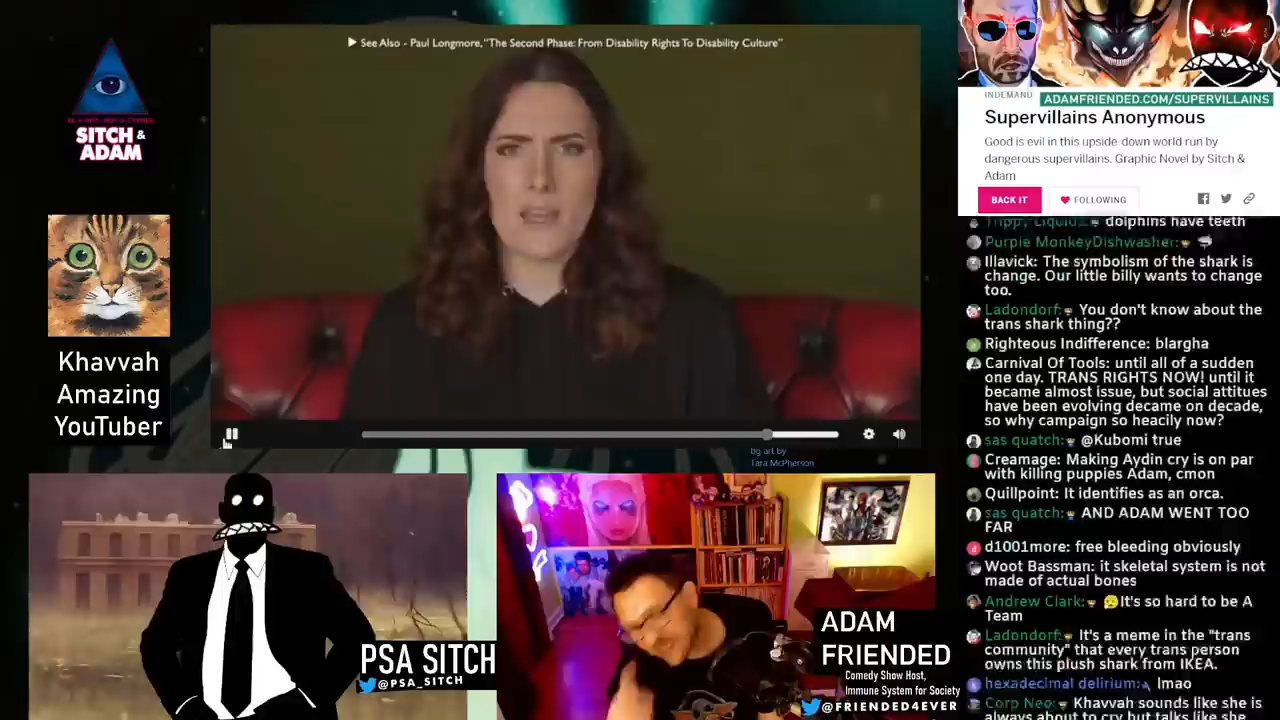 ▶ See Also - Paul Longmore, “The Second Phase: From Disability Rights To Disability Culture”
SITCH &
ADAM
Khavvah
Amazing
YouTuber
bg art by
Tara McPherson
PSA SITCH
@PSA_SITCH
ADAM
FRIENDED
Comedy Show Host,
Immune System for Society
@FRIENDED4EVER
INDEMAND
ADAMFRIENDED.COM/SUPERVILLAINS
Supervillains Anonymous
Good is evil in this upside-down world run by
dangerous supervillains. Graphic Novel by Sitch &
Adam
BACK IT
FOLLOWING
Trippy Liquid: dolphins have teeth
Purple MonkeyDishwasher:
Illavick: The symbolism of the shark is
change. Our little billy wants to change
too.
Ladondorf: You don't know about the
trans shark thing??
Righteous Indifference: blargha
Carnival Of Tools: until all of a sudden
one day. TRANS RIGHTS NOW! until it
became almost issue, but social attitues
have been evolving decame on decade,
so why campaign so heacily now?
sas quatch: @Kubomi true
Creamage: Making Aydin cry is on par
with killing puppies Adam, cmon
Quillpoint: It identifies as an orca.
sas quatch: AND ADAM WENT TOO
FAR
d1001more: free bleeding obviously
Woot Bassman: it skeletal system is not
made of actual bones
Andrew Clark: 😥It's so hard to be A
Team
Ladondorf: It's a meme in the "trans
community" that every trans person
owns this plush shark from IKEA.
hexadecimal delirium: lmao
Corp Neo: Khavvah sounds like she is
always about to cry but talks like she